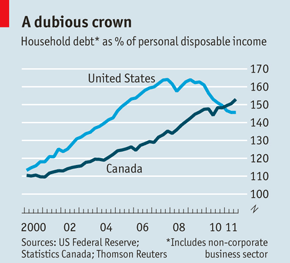 A dubious crown
Household debt* as % of personal disposable income
170
United States
160
150
140
130
120
Canada
110
100
2000 02 04 06 08 10 11
Sources: US Federal Reserve; *Includes non-corporate
Statistics Canada; Thomson Reuters business sector